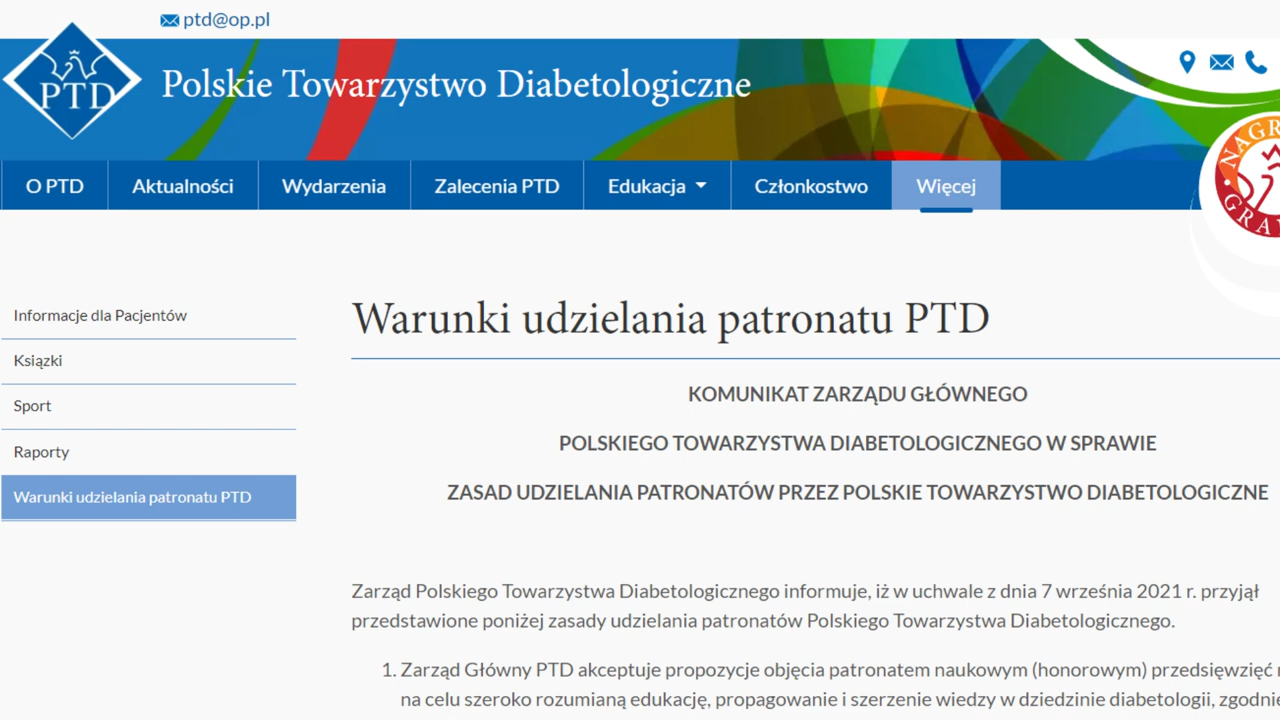 ptd@op.pl
PTD
Polskie Towarzystwo Diabetologiczne
O PTD
Aktualności
Wydarzenia
Zalecenia PTD
Edukacja
Członkostwo
Więcej
Informacje dla Pacjentów
Książki
Sport
Raporty
Warunki udzielania patronatu PTD
Warunki udzielania patronatu PTD
KOMUNIKAT ZARZĄDU GŁÓWNEGO
POLSKIEGO TOWARZYSTWA DIABETOLOGICZNEGO W SPRAWIE
ZASAD UDZIELANIA PATRONATÓW PRZEZ POLSKIE TOWARZYSTWO DIABETOLOGICZNE
Zarząd Polskiego Towarzystwa Diabetologicznego informuje, iż w uchwale z dnia 7 września 2021 r. przyjął
przedstawione poniżej zasady udzielania patronatów Polskiego Towarzystwa Diabetologicznego.
1. Zarząd Główny PTD akceptuje propozycje objęcia patronatem naukowym (honorowym) przedsięwzięć
na celu szeroko rozumianą edukację, propagowanie i szerzenie wiedzy w dziedzinie diabetologii,